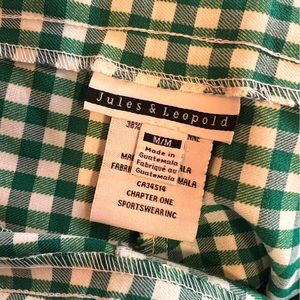 Jules & Leopold
38%
M/M
Made in
Guatemala
Fabriqué au
Guatemala
CA34514
CHAPTER ONE
SPORTSWEAR INC